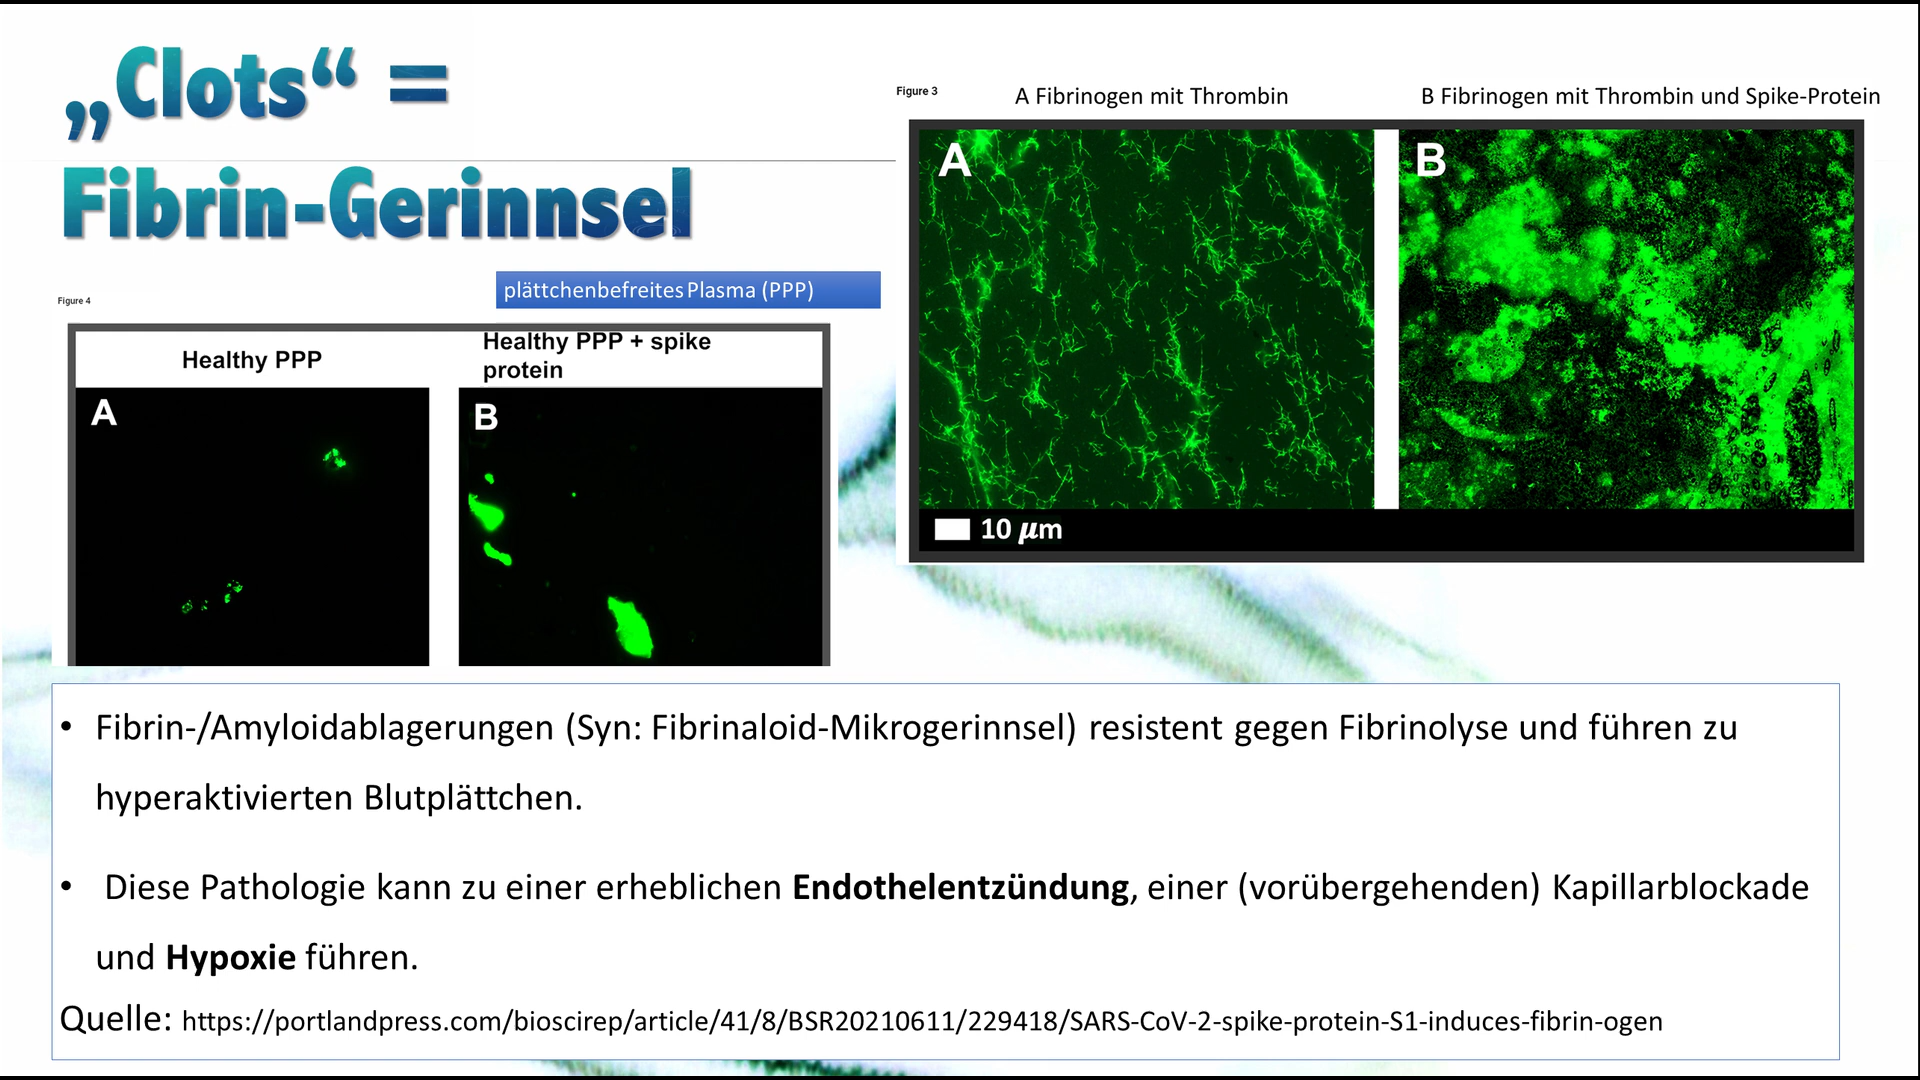 „Clots“ =
Fibrin-Gerinnsel
plättchenbefreites Plasma (PPP)
Figure 4
Healthy PPP
Healthy PPP + spike
protein
A
B
Figure 3
A Fibrinogen mit Thrombin
B Fibrinogen mit Thrombin und Spike-Protein
A
B
10 µm
• Fibrin-/Amyloidablagerungen (Syn: Fibrinaloid-Mikrogerinnsel) resistent gegen Fibrinolyse und führen zu
hyperaktivierten Blutplättchen.
• Diese Pathologie kann zu einer erheblichen Endothelentzündung, einer (vorübergehenden) Kapillarblockade
und Hypoxie führen.
Quelle: https://portlandpress.com/bioscirep/article/41/8/BSR20210611/229418/SARS-CoV-2-spike-protein-S1-induces-fibrin-ogen